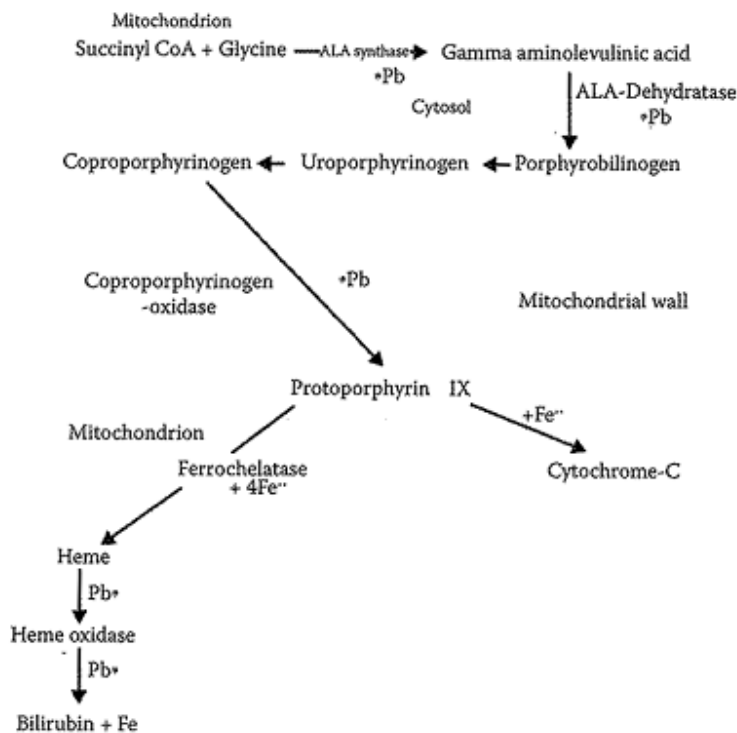 Mitochondrion
Succinyl CoA + Glycine ALA synthase Gamma aminolevulinic acid
*Pb
ALA-Dehydratase
Cytosol
*Pb
Coproporphyrinogen Uroporphyrinogen Porphyrobilinogen
Coproporphyrinogen
-oxidase
*Pb
Mitochondrial wall
Protoporphyrin IX
+Fe··
Mitochondrion
Ferrochelatase
+ 4Fe··
Cytochrome-C
Heme
Pb*
Heme oxidase
Pb*
Bilirubin + Fe